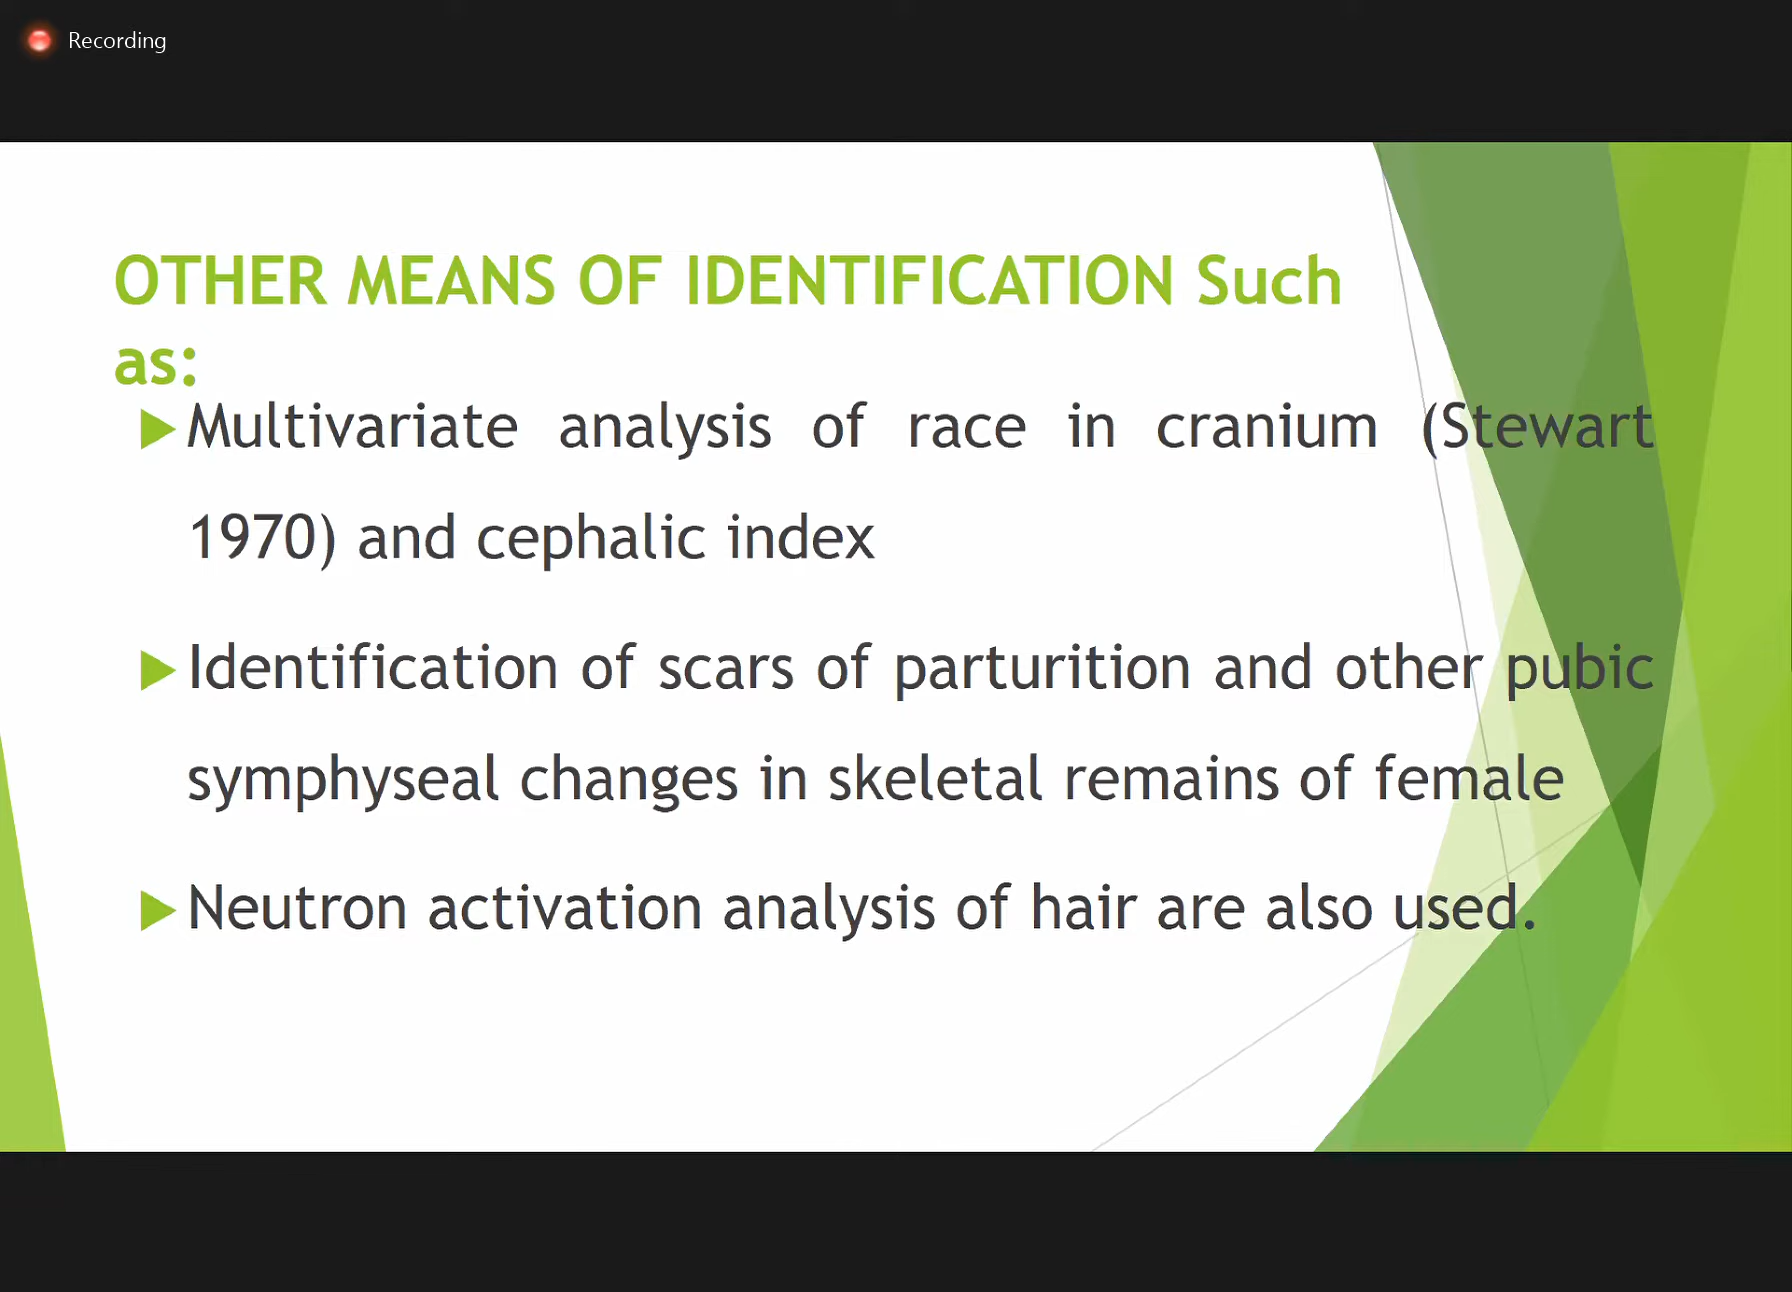 Recording
OTHER MEANS OF IDENTIFICATION Such
as:
Multivariate analysis of race in cranium (Stewart
1970) and cephalic index
Identification of scars of parturition and other pubic
symphyseal changes in skeletal remains of female
Neutron activation analysis of hair are also used.